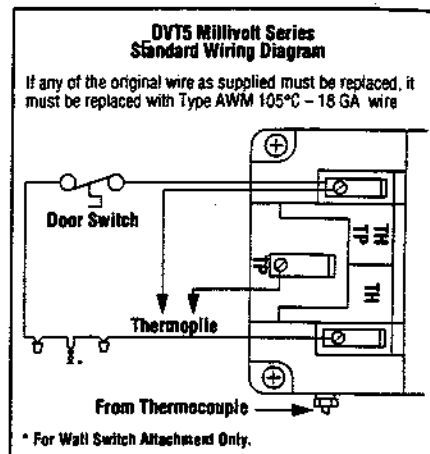 DVT5 Millivolt Series
Standard Wiring Diagram
If any of the original wire as supplied must be replaced, it
must be replaced with Type AWM 105°C – 18 GA wire
Door Switch
TH
TP
TP
TH
Thermopile
From Thermocouple
* For Wall Switch Attachment Only.